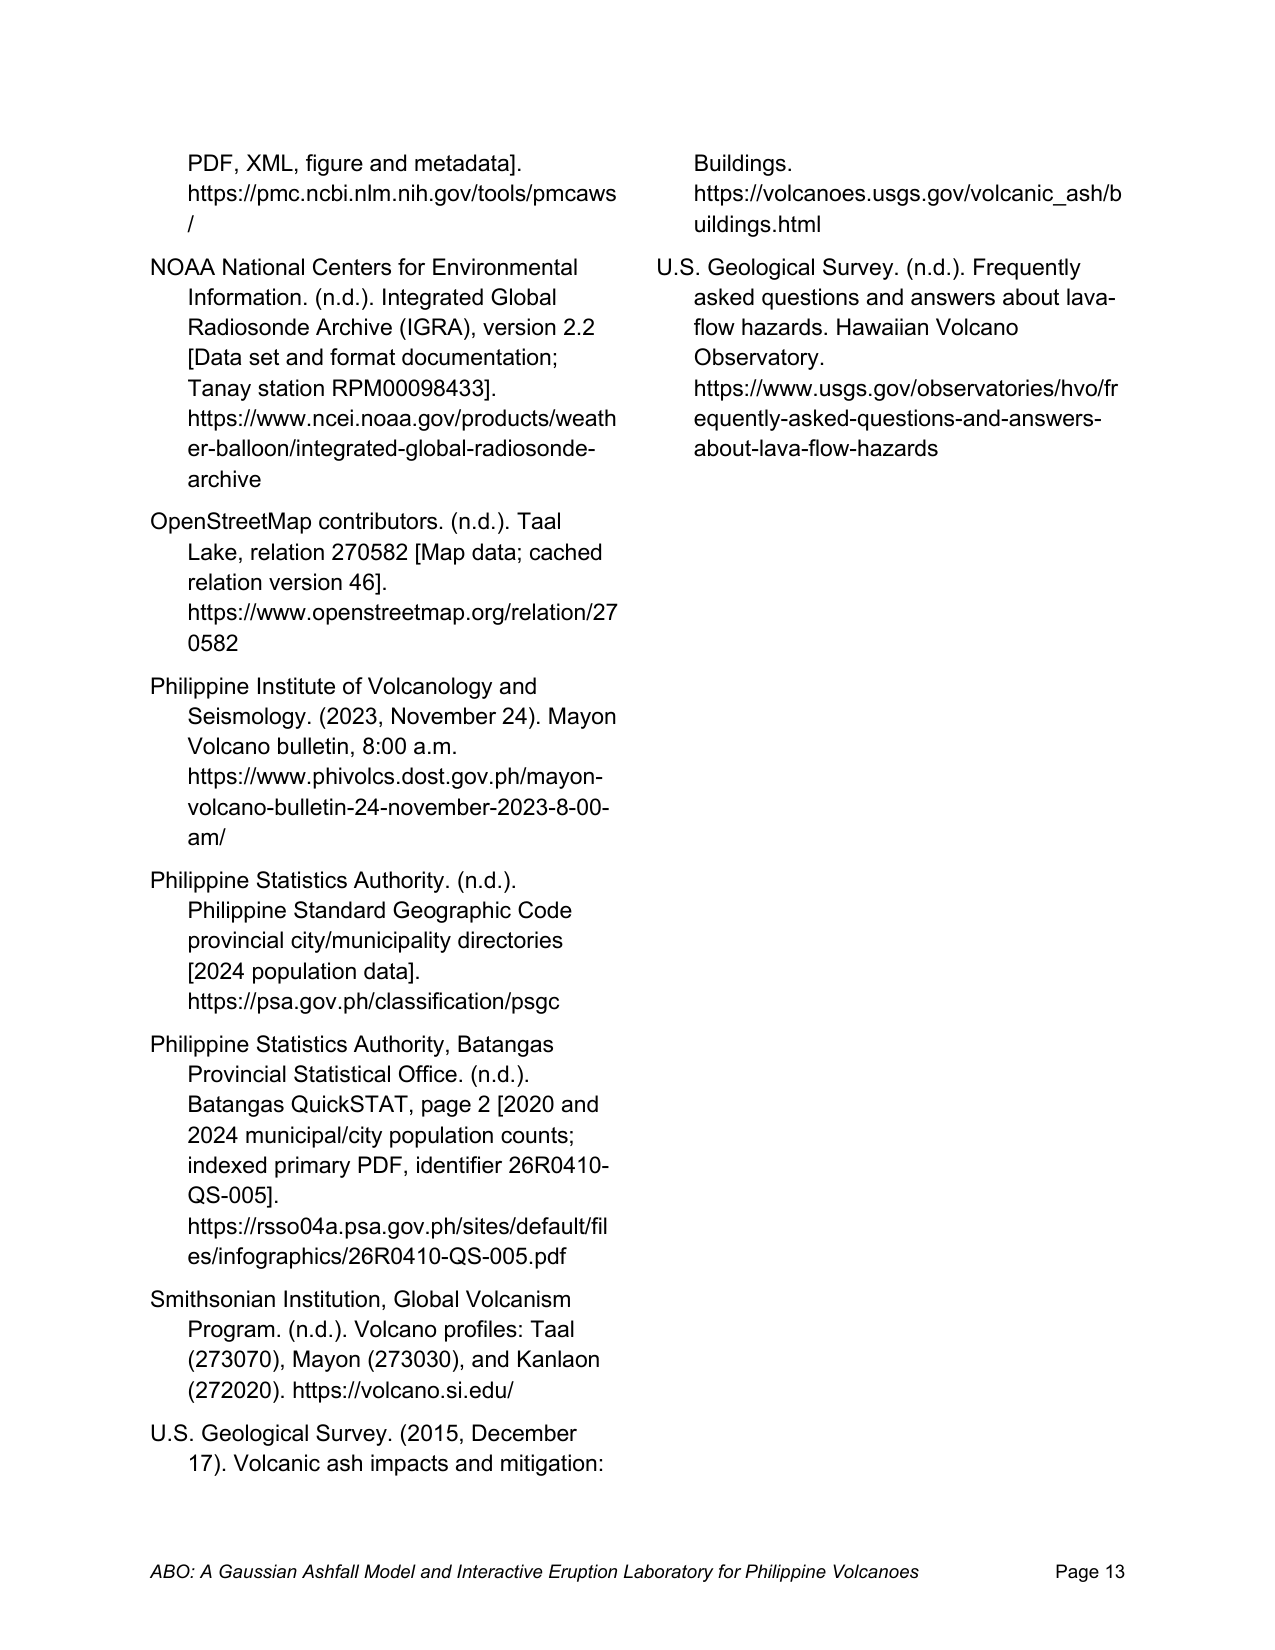 PDF, XML, figure and metadata].
https://pmc.ncbi.nlm.nih.gov/tools/pmcaws
/
NOAA National Centers for Environmental
Information. (n.d.). Integrated Global
Radiosonde Archive (IGRA), version 2.2
[Data set and format documentation;
Tanay station RPM00098433].
https://www.ncei.noaa.gov/products/weath
er-balloon/integrated-global-radiosonde-
archive
OpenStreetMap contributors. (n.d.). Taal
Lake, relation 270582 [Map data; cached
relation version 46].
https://www.openstreetmap.org/relation/27
0582
Philippine Institute of Volcanology and
Seismology. (2023, November 24). Mayon
Volcano bulletin, 8:00 a.m.
https://www.phivolcs.dost.gov.ph/mayon-
volcano-bulletin-24-november-2023-8-00-
am/
Philippine Statistics Authority. (n.d.).
Philippine Standard Geographic Code
provincial city/municipality directories
[2024 population data].
https://psa.gov.ph/classification/psgc
Philippine Statistics Authority, Batangas
Provincial Statistical Office. (n.d.).
Batangas QuickSTAT, page 2 [2020 and
2024 municipal/city population counts;
indexed primary PDF, identifier 26R0410-
QS-005].
https://rsso04a.psa.gov.ph/sites/default/fil
es/infographics/26R0410-QS-005.pdf
Smithsonian Institution, Global Volcanism
Program. (n.d.). Volcano profiles: Taal
(273070), Mayon (273030), and Kanlaon
(272020). https://volcano.si.edu/
U.S. Geological Survey. (2015, December
17). Volcanic ash impacts and mitigation:
Buildings.
https://volcanoes.usgs.gov/volcanic_ash/b
uildings.html
U.S. Geological Survey. (n.d.). Frequently
asked questions and answers about lava-
flow hazards. Hawaiian Volcano
Observatory.
https://www.usgs.gov/observatories/hvo/fr
equently-asked-questions-and-answers-
about-lava-flow-hazards
ABO: A Gaussian Ashfall Model and Interactive Eruption Laboratory for Philippine Volcanoes Page 13